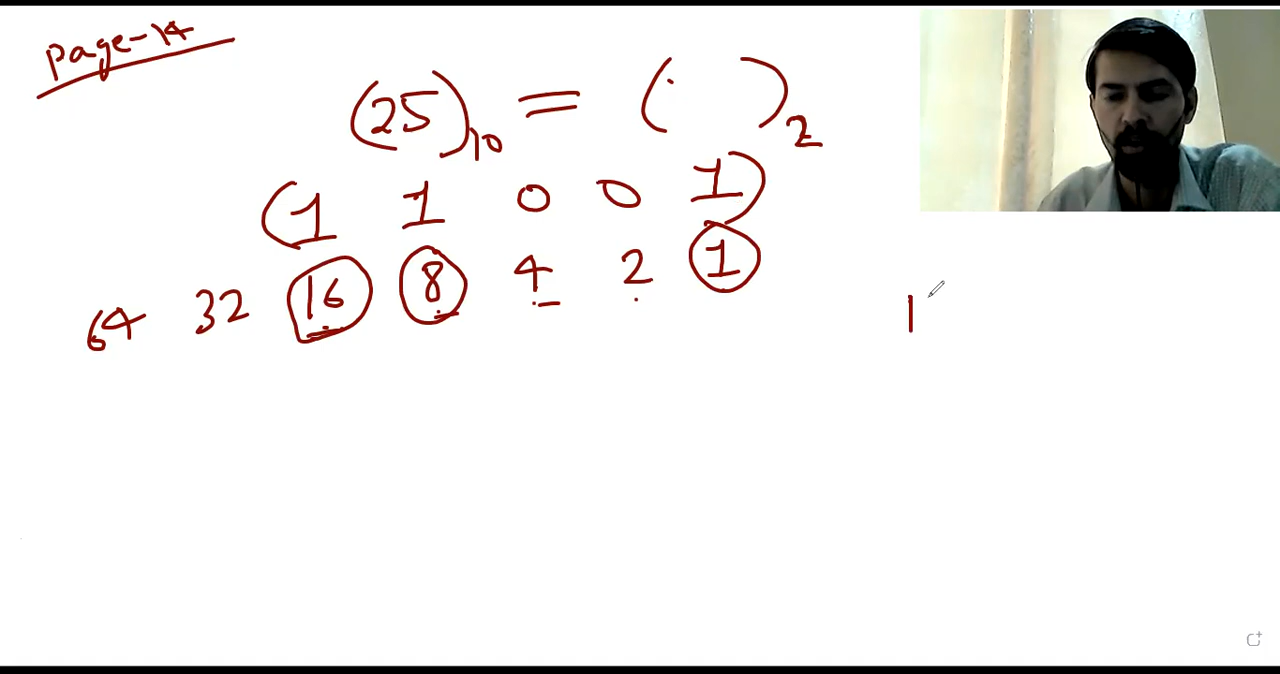 Page-14
(25)10 = ( )2
(1 1 0 0 1)
64 32 16 8 4 2 1
1